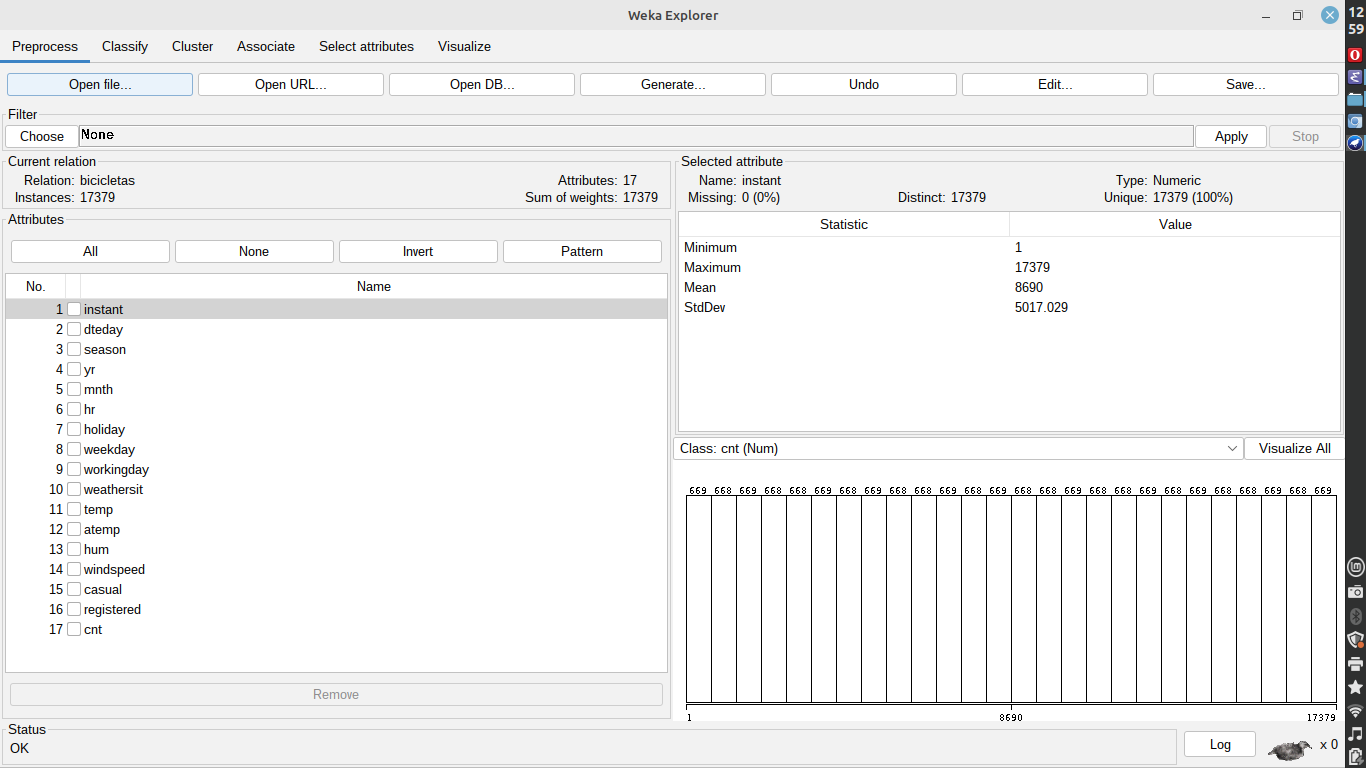 Weka Explorer
12
59
Preprocess Classify Cluster Associate Select attributes Visualize
Open file... Open URL... Open DB... Generate... Undo Edit... Save...
Filter
Choose None Apply Stop
Current relation
Relation: bicicletas Attributes: 17
Instances: 17379 Sum of weights: 17379
Selected attribute
Name: instant Type: Numeric
Missing: 0 (0%) Distinct: 17379 Unique: 17379 (100%)
Attributes
All None Invert Pattern
No. Name
1 instant
2 dteday
3 season
4 yr
5 mnth
6 hr
7 holiday
8 weekday
9 workingday
10 weathersit
11 temp
12 atemp
13 hum
14 windspeed
15 casual
16 registered
17 cnt
Remove
Statistic Value
Minimum 1
Maximum 17379
Mean 8690
StdDev 5017.029
Class: cnt (Num) Visualize All
669 668 669 668 668 669 668 669 668 669 668 668 669 668 668 669 668 669 668 668 669 668 668 669 668 669
1 8690 17379
Status
OK
Log x 0